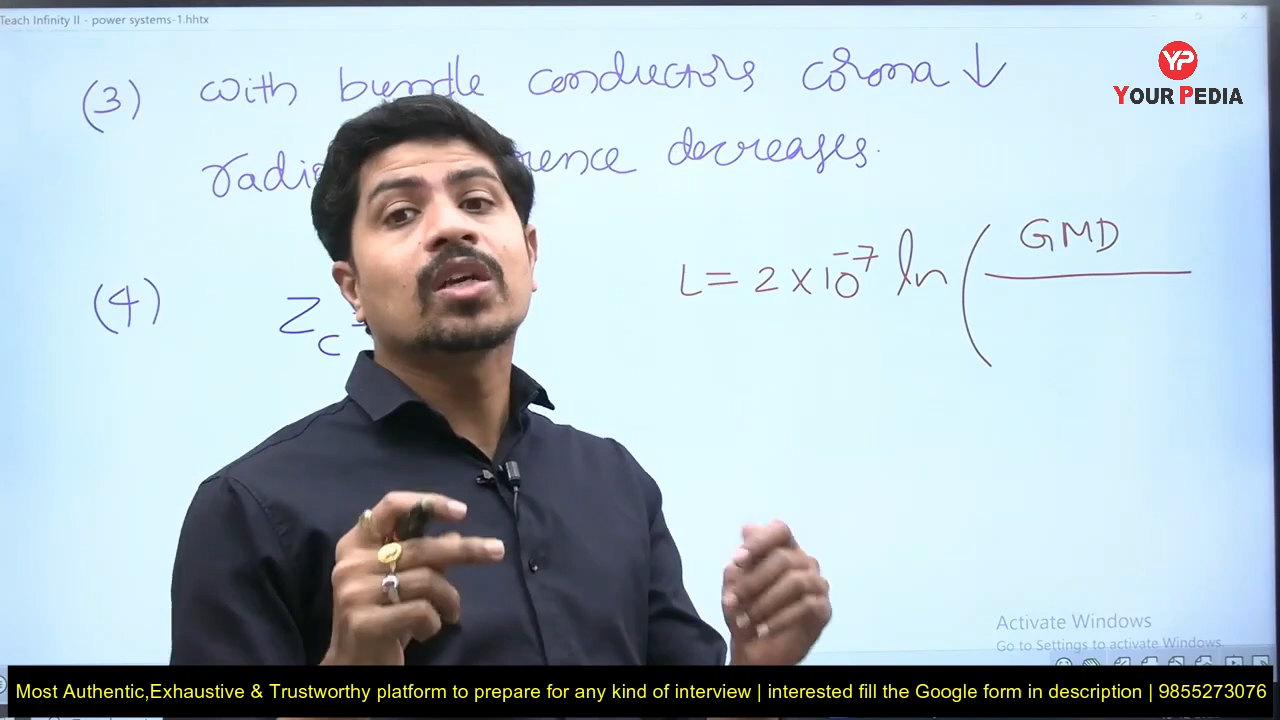 Teach Infinity II - power systems-1.hhtx
YP
YOUR PEDIA
(3) with bundle conductors corona ↓
decreases.
(4) Z_C
L = 2 × 10^-7 ln ( GMD
Activate Windows
Go to Settings to activate Windows.
Most Authentic,Exhaustive & Trustworthy platform to prepare for any kind of interview | interested fill the Google form in description | 9855273076